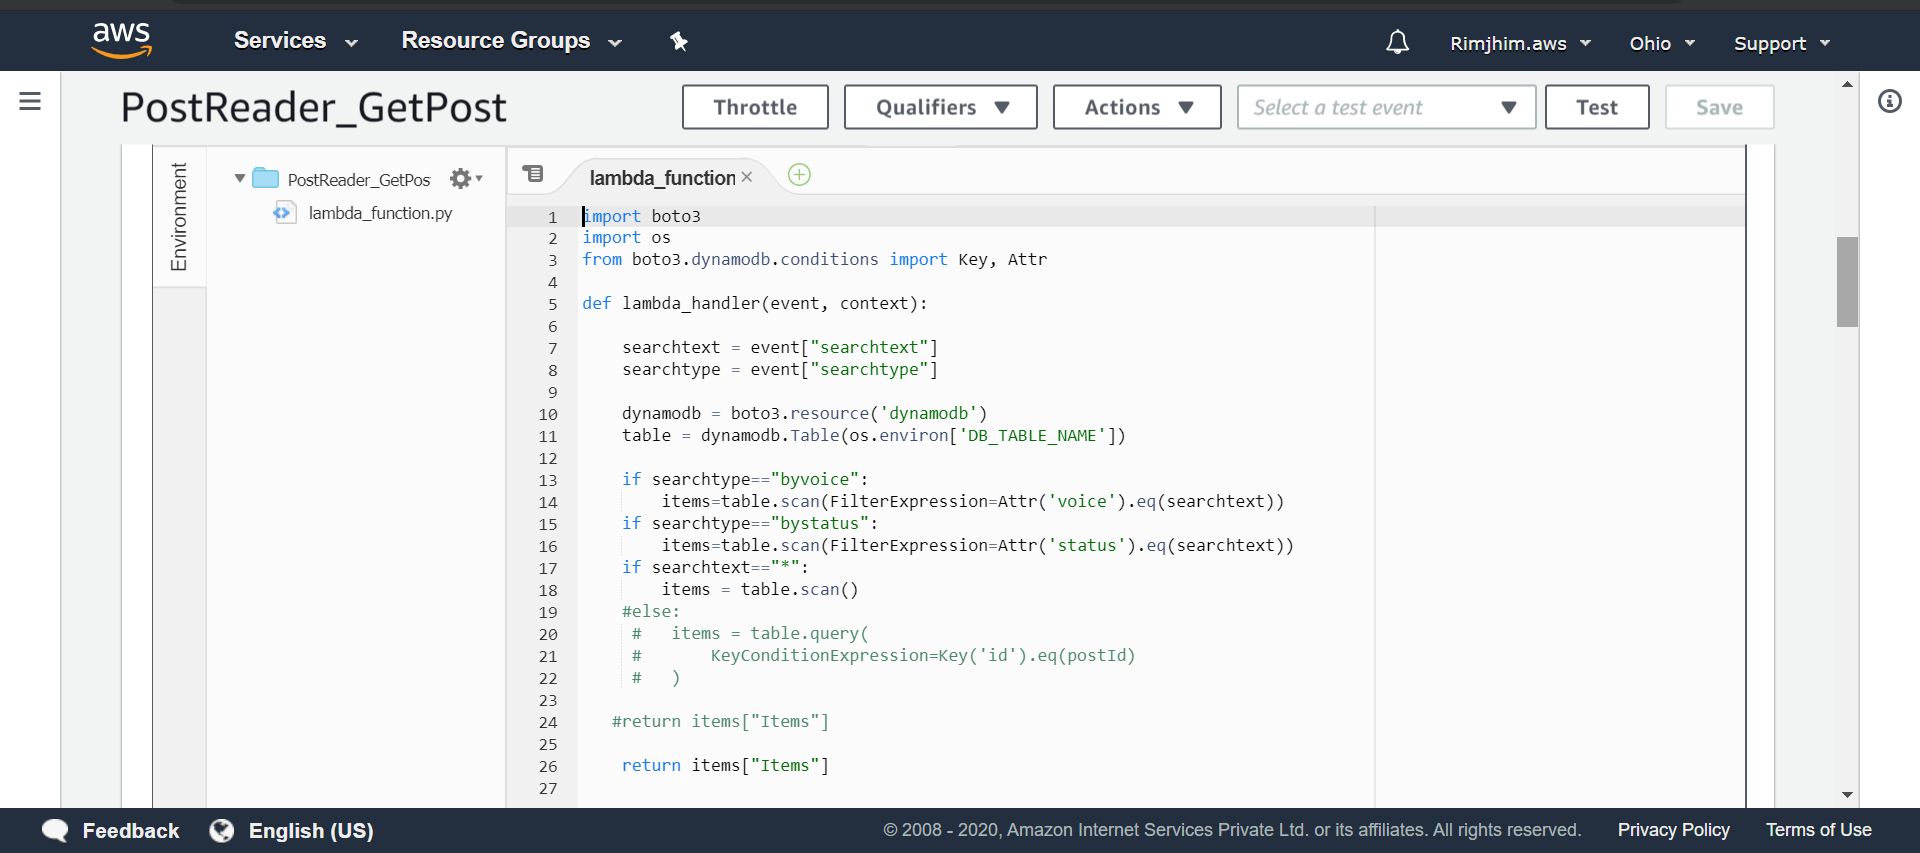 aws Services Resource Groups Rimjhim.aws Ohio Support
PostReader_GetPost Throttle Qualifiers Actions Select a test event Test Save
Environment
PostReader_GetPos
lambda_function.py
lambda_function
1 import boto3
2 import os
3 from boto3.dynamodb.conditions import Key, Attr
4
5 def lambda_handler(event, context):
6
7 searchtext = event["searchtext"]
8 searchtype = event["searchtype"]
9
10 dynamodb = boto3.resource('dynamodb')
11 table = dynamodb.Table(os.environ['DB_TABLE_NAME'])
12
13 if searchtype=="byvoice":
14 items=table.scan(FilterExpression=Attr('voice').eq(searchtext))
15 if searchtype=="bystatus":
16 items=table.scan(FilterExpression=Attr('status').eq(searchtext))
17 if searchtext=="*":
18 items = table.scan()
19 #else:
20 # items = table.query(
21 # KeyConditionExpression=Key('id').eq(postId)
22 # )
23
24 #return items["Items"]
25
26 return items["Items"]
27
Feedback English (US) © 2008 - 2020, Amazon Internet Services Private Ltd. or its affiliates. All rights reserved. Privacy Policy Terms of Use